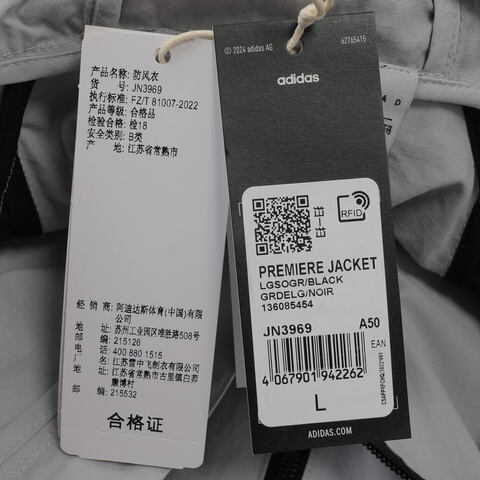 产品名称: 防风衣
货 号: JN3969
执行标准: FZ/T 81007-2022
产品等级: 合格品
检验合格: 检18
安全类别: B类
产地: 江苏省常熟市
经 销 商: 阿迪达斯体育(中国)有限
公司
地 址: 苏州工业园区唯胜路508号
邮 编: 215126
电 话: 400 880 1515
制 造 商: 江苏雪中飞制衣有限公司
地 址: 江苏省常熟市古里镇白茆
康博村
邮 编: 215532
合格证
© 2024 adidas AG
62765415
adidas
RFID
PREMIERE JACKET
LGSOGR/BLACK
GRDELG/NOIR
136085454
JN3969 A50
EAN
4 067901 942262
L
ADIDAS.COM